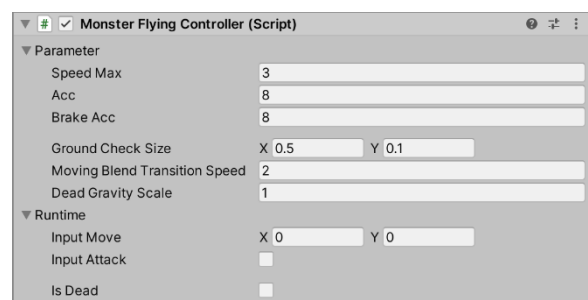 # Monster Flying Controller (Script)
Parameter
Speed Max 3
Acc 8
Brake Acc 8
Ground Check Size X 0.5 Y 0.1
Moving Blend Transition Speed 2
Dead Gravity Scale 1
Runtime
Input Move X 0 Y 0
Input Attack
Is Dead